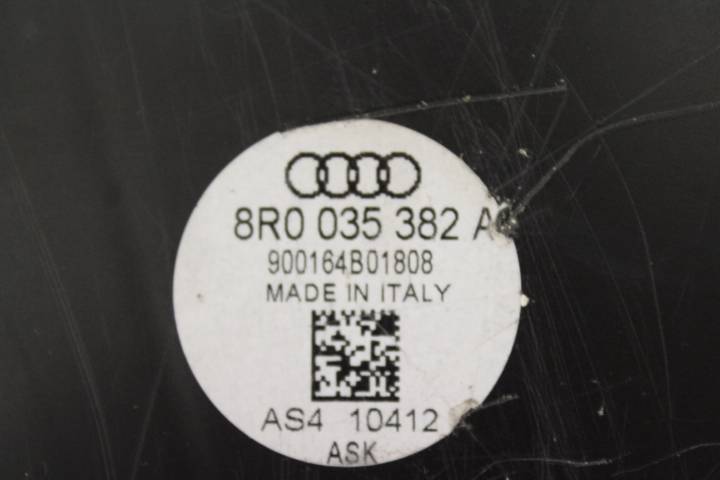 8R0 035 382 A
900164B01808
MADE IN ITALY
AS4 10412
ASK